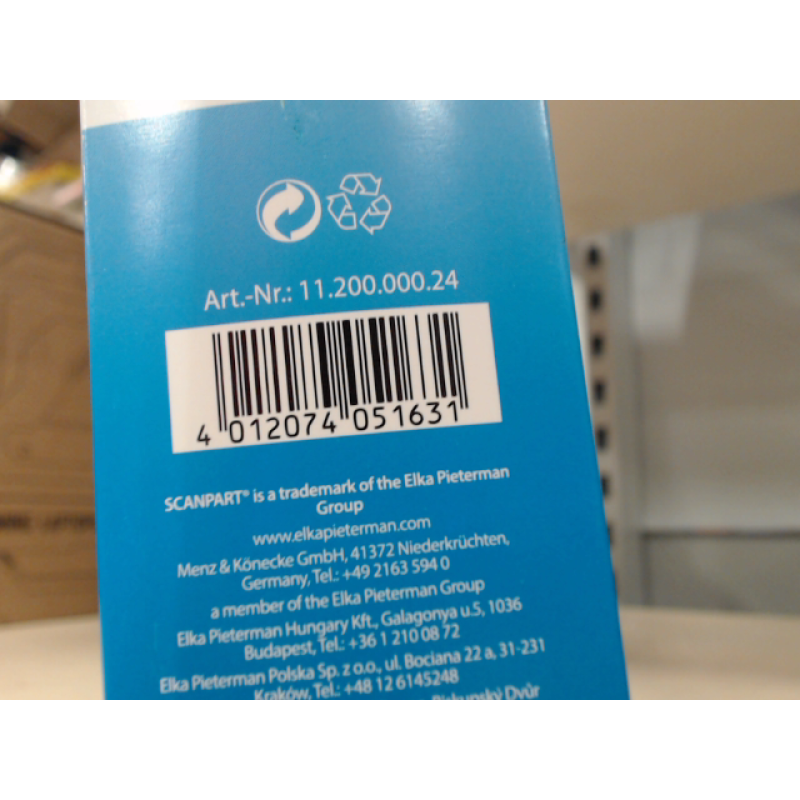 Art.-Nr.: 11.200.000.24
4 012074 051631
SCANPART® is a trademark of the Elka Pieterman
Group
www.elkapieterman.com
Menz & Könecke GmbH, 41372 Niederkrüchten,
Germany, Tel.: +49 2163 594 0
a member of the Elka Pieterman Group
Elka Pieterman Hungary Kft., Galagonya u.5, 1036
Budapest, Tel.: +36 1 210 08 72
Elka Pieterman Polska Sp. z o.o., ul. Bociana 22 a, 31-231
Kraków, Tel.: +48 12 6145248
Biskupský Dvůr